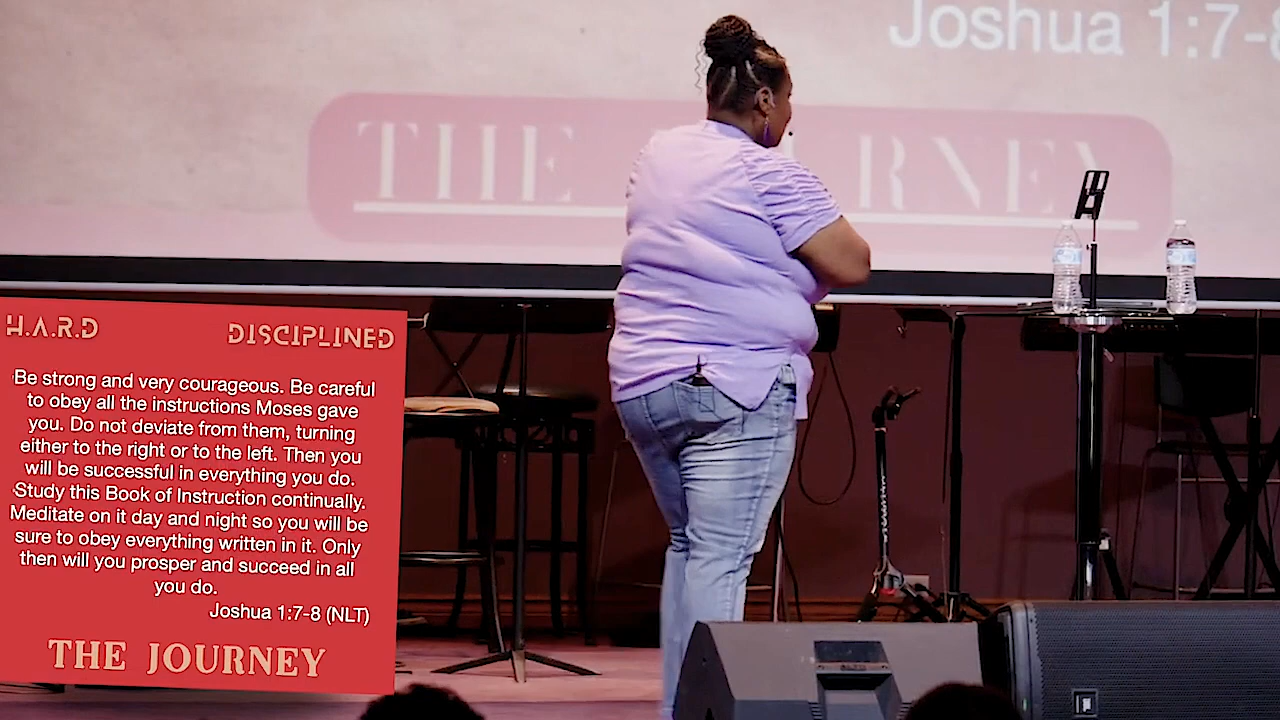 Joshua 1:7-8
THE JOURNEY
H.A.R.D
DISCIPLINED
Be strong and very courageous. Be careful
to obey all the instructions Moses gave
you. Do not deviate from them, turning
either to the right or to the left. Then you
will be successful in everything you do.
Study this Book of Instruction continually.
Meditate on it day and night so you will be
sure to obey everything written in it. Only
then will you prosper and succeed in all
you do.
Joshua 1:7-8 (NLT)
THE JOURNEY